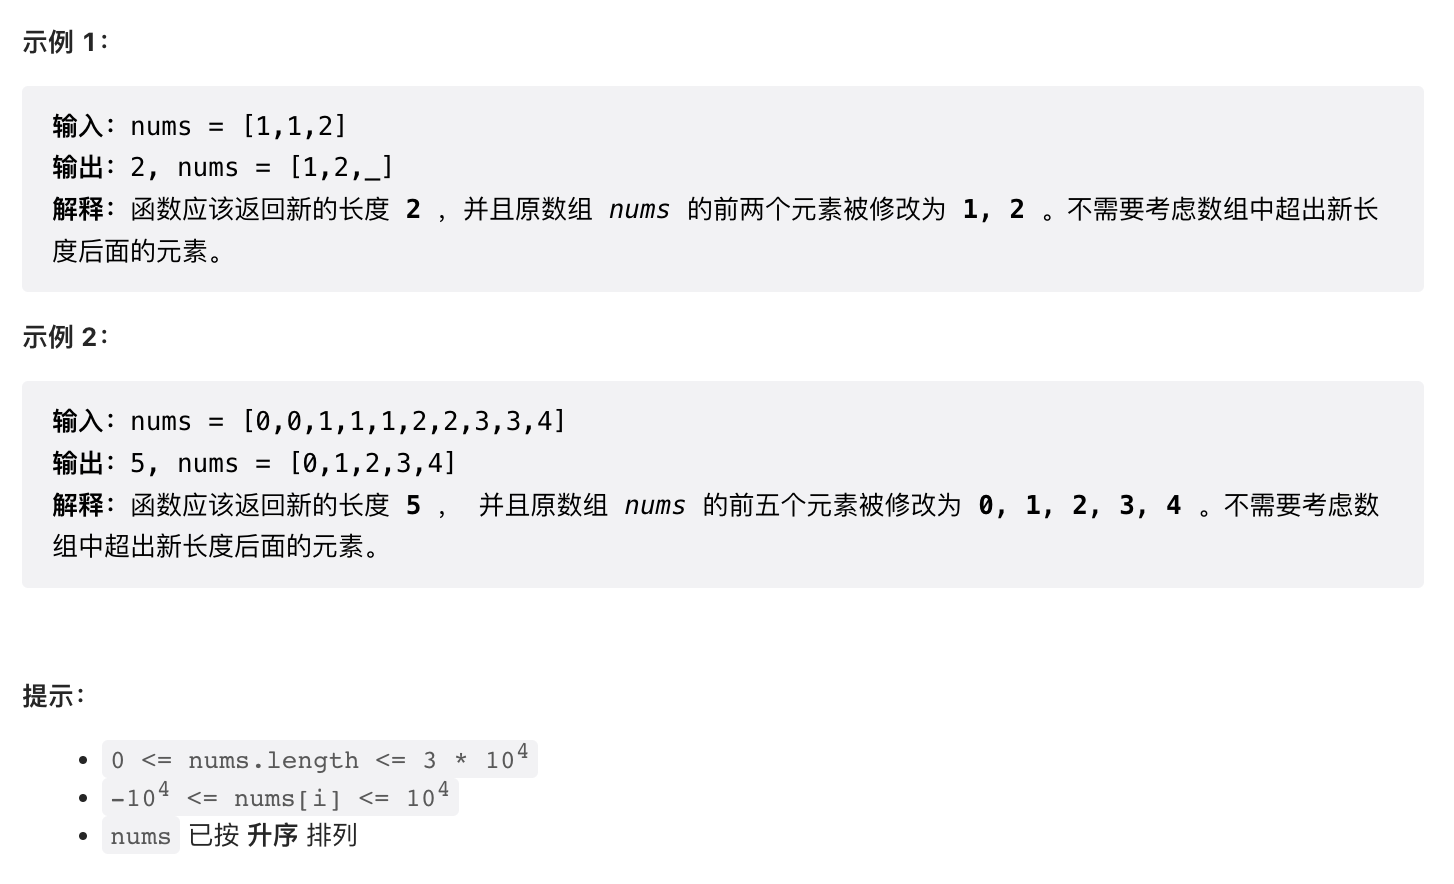 示例 1：
输入：nums = [1,1,2]
输出：2, nums = [1,2,_]
解释：函数应该返回新的长度 2 ，并且原数组 nums 的前两个元素被修改为 1, 2 。不需要考虑数组中超出新长
度后面的元素。
示例 2：
输入：nums = [0,0,1,1,1,2,2,3,3,4]
输出：5, nums = [0,1,2,3,4]
解释：函数应该返回新的长度 5 ， 并且原数组 nums 的前五个元素被修改为 0, 1, 2, 3, 4 。不需要考虑数
组中超出新长度后面的元素。
提示：
• 0 <= nums.length <= 3 * 10⁴
• -10⁴ <= nums[i] <= 10⁴
• nums 已按 升序 排列